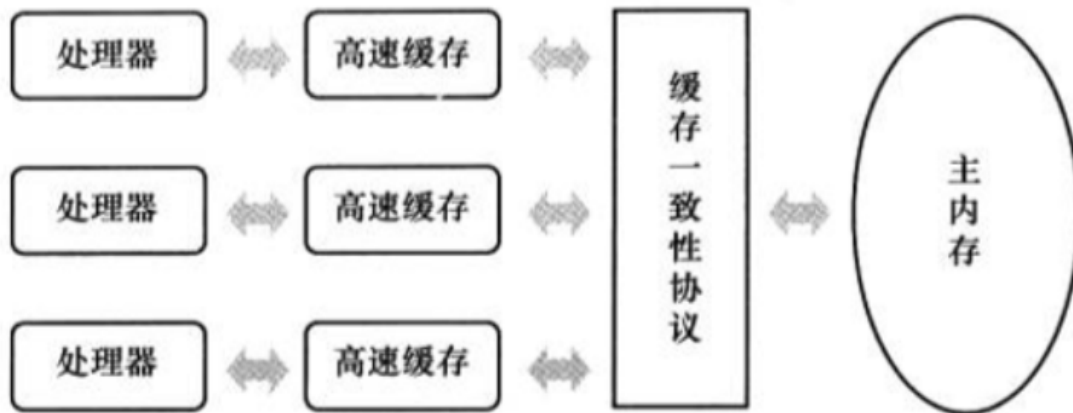 处理器
高速缓存
处理器
高速缓存
处理器
高速缓存
缓存一致性协议
主内存